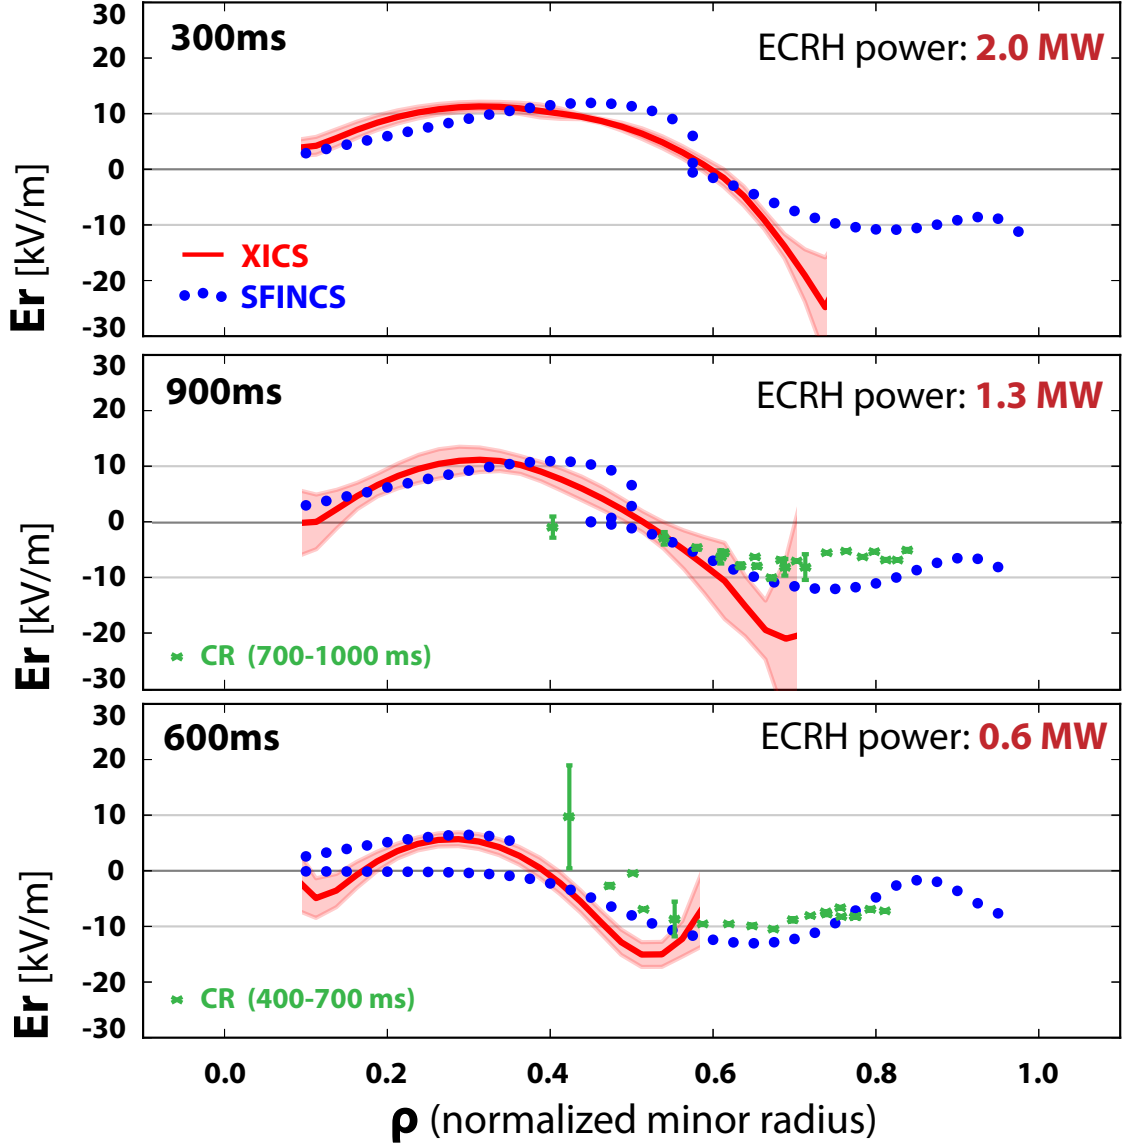 300ms
ECRH power: 2.0 MW
30
20
10
0
-10
-20
-30
Er [kV/m]
XICS
SFINCS
900ms
ECRH power: 1.3 MW
30
20
10
0
-10
-20
-30
Er [kV/m]
CR (700-1000 ms)
600ms
ECRH power: 0.6 MW
30
20
10
0
-10
-20
-30
Er [kV/m]
CR (400-700 ms)
0.0 0.2 0.4 0.6 0.8 1.0
ρ (normalized minor radius)